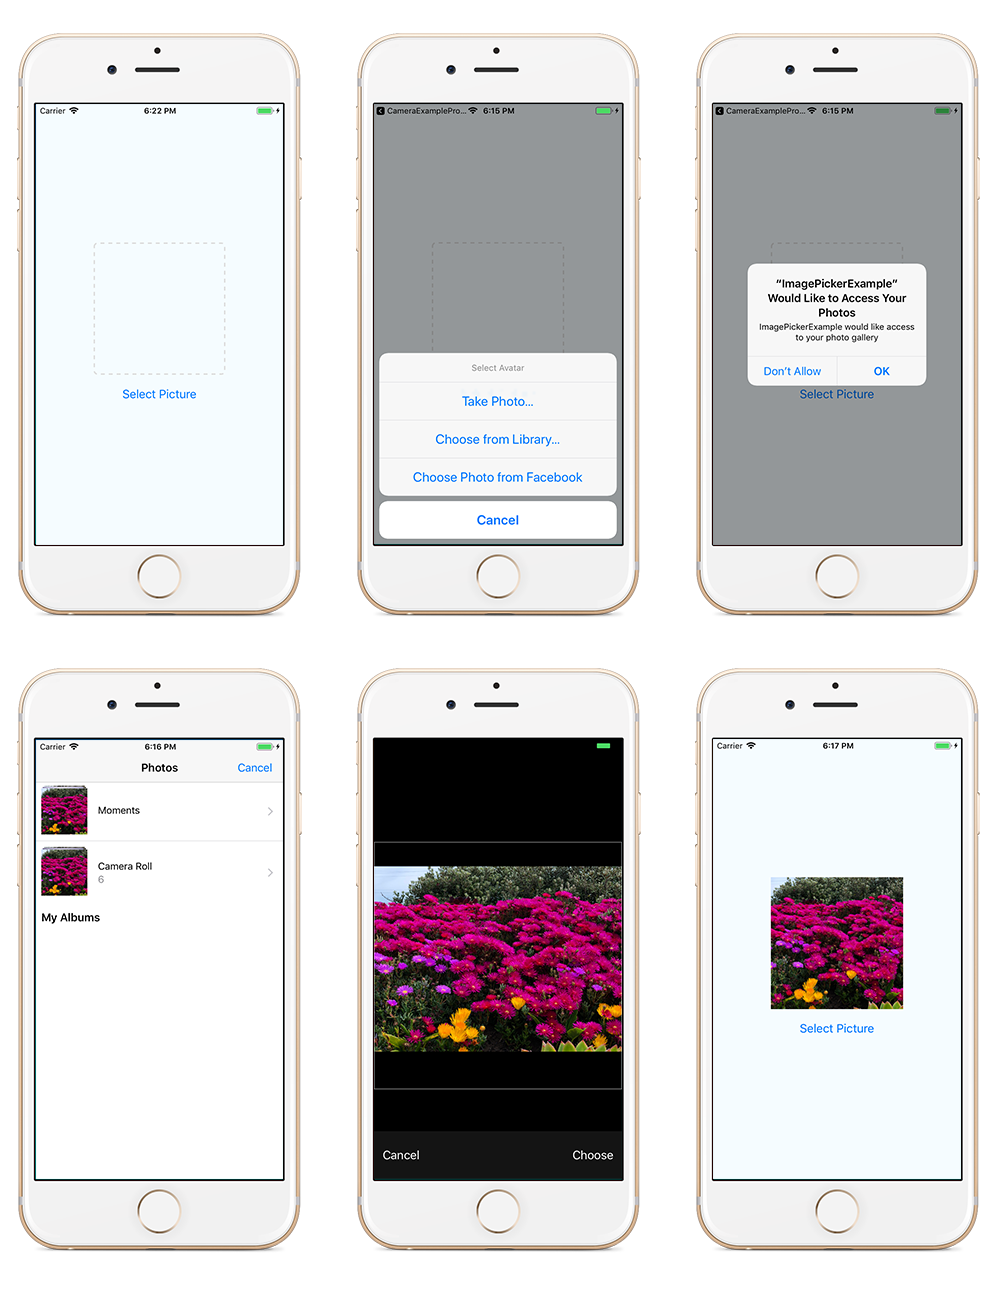 Carrier 6:22 PM
Select Picture
CameraExamplePro... 6:15 PM
Select Avatar
Take Photo...
Choose from Library...
Choose Photo from Facebook
Cancel
CameraExamplePro... 6:15 PM
“ImagePickerExample”
Would Like to Access Your
Photos
ImagePickerExample would like access
to your photo gallery
Don’t Allow OK
Select Picture
Carrier 6:16 PM
Photos Cancel
Moments
Camera Roll
6
My Albums
Cancel Choose
Carrier 6:17 PM
Select Picture